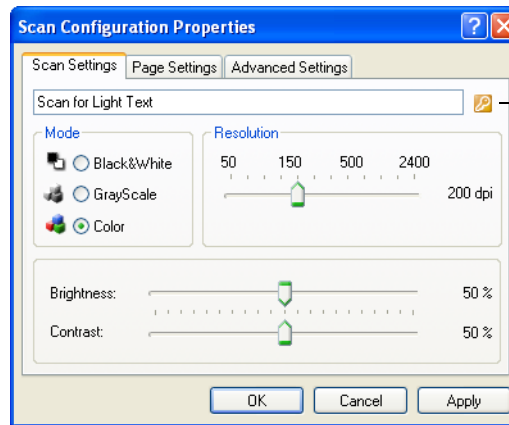 Scan Configuration Properties
Scan Settings Page Settings Advanced Settings
Scan for Light Text
Mode
Black&White
GrayScale
Color
Resolution
50 150 500 2400
200 dpi
Brightness: 50 %
Contrast: 50 %
OK Cancel Apply